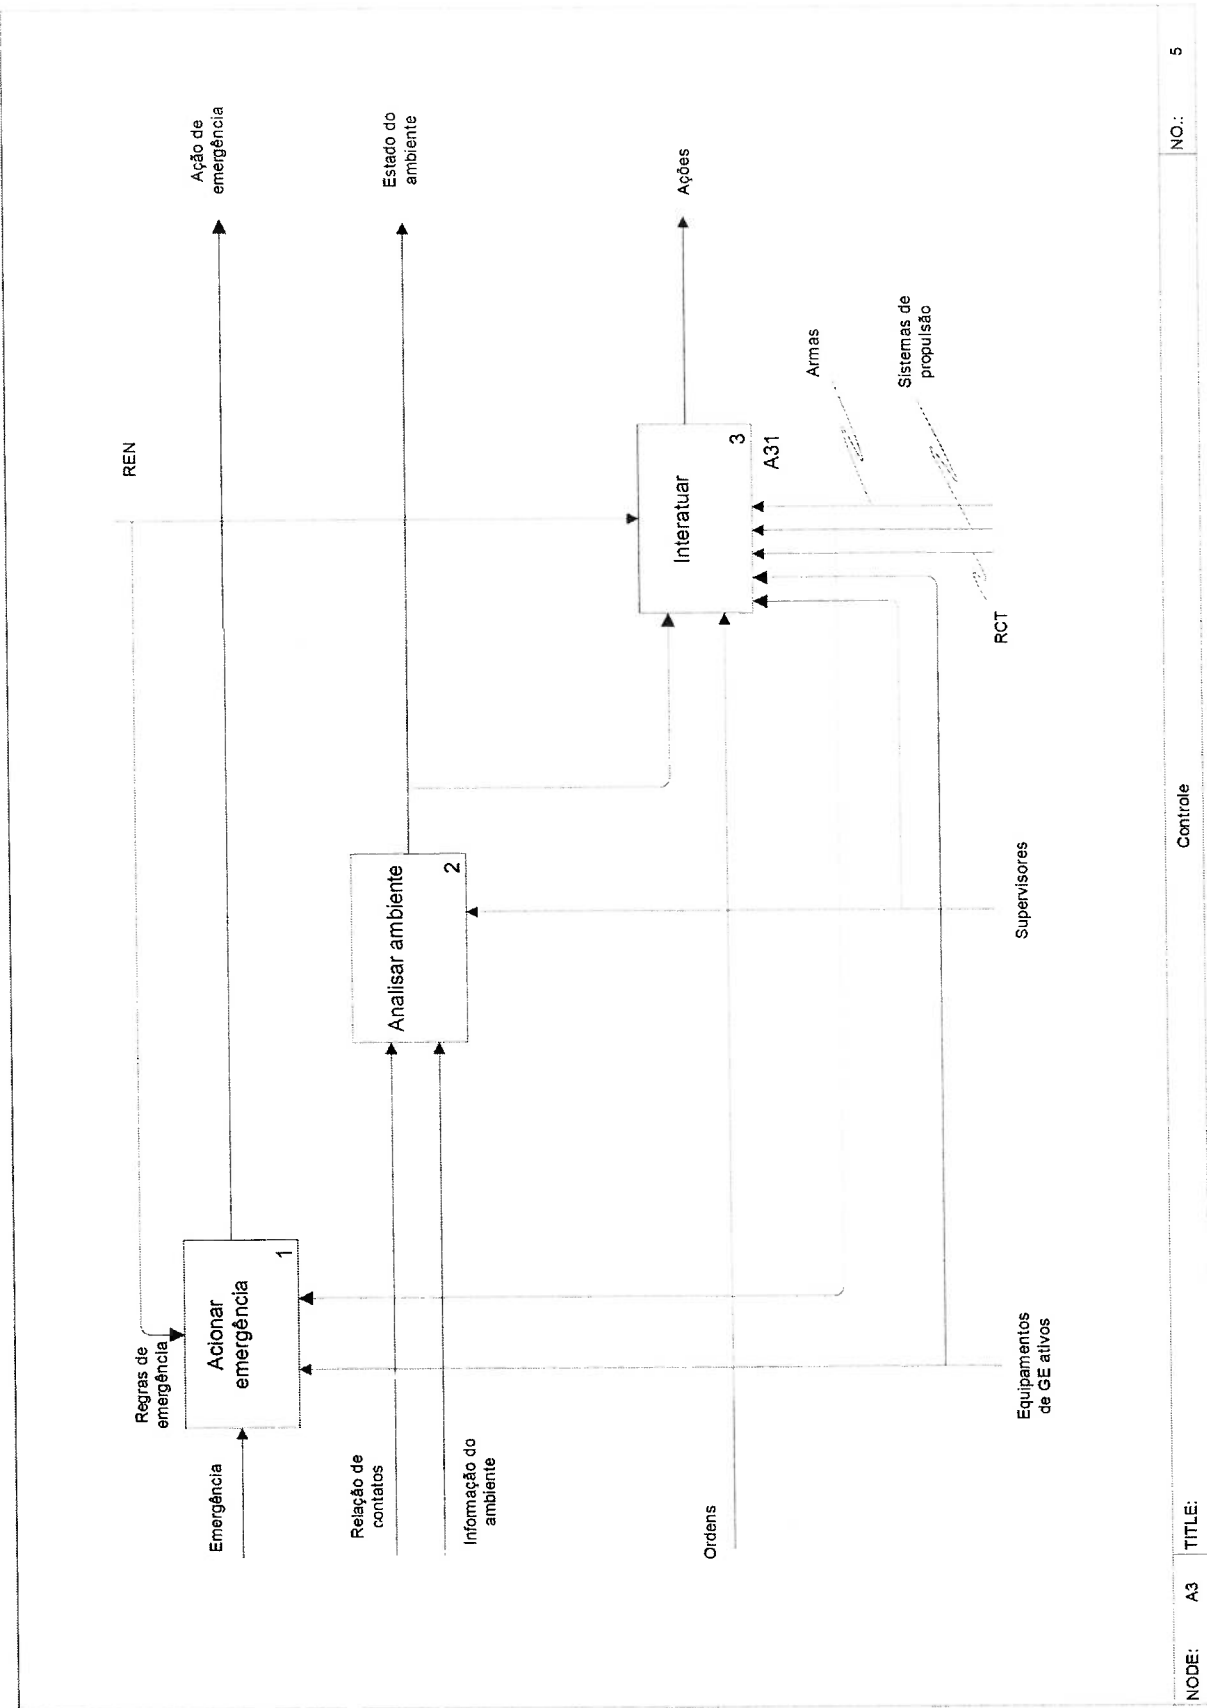 REN
Ação de
emergência
Regras de
emergência
Acionar
emergência
1
Emergência
Estado do
ambiente
Relação de
contatos
Analisar ambiente
2
Informação do
ambiente
Ações
Interatuar
3
A31
Ordens
Armas
Sistemas de
propulsão
RCT
Supervisores
Equipamentos
de GE ativos
NODE:
A3
TITLE:
Controle
NO.:
5